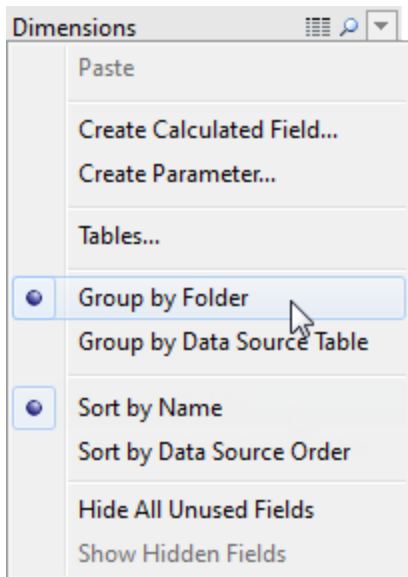 Dimensions
Paste
Create Calculated Field...
Create Parameter...
Tables...
Group by Folder
Group by Data Source Table
Sort by Name
Sort by Data Source Order
Hide All Unused Fields
Show Hidden Fields